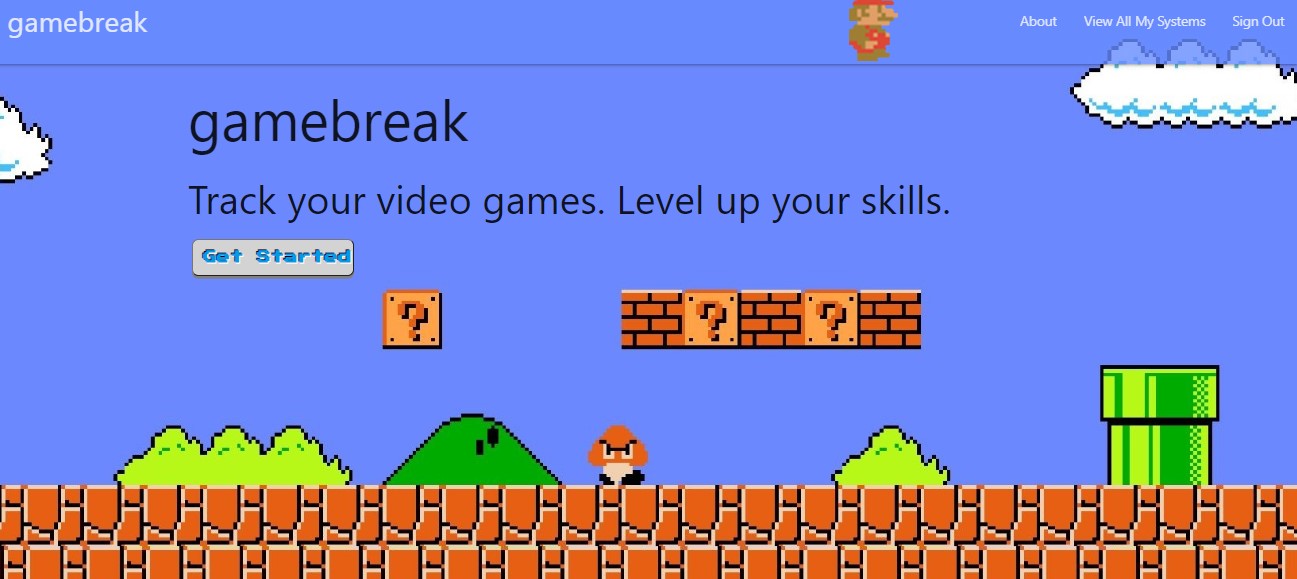 gamebreak
About
View All My Systems
Sign Out
gamebreak
Track your video games. Level up your skills.
Get Started
?
? ?